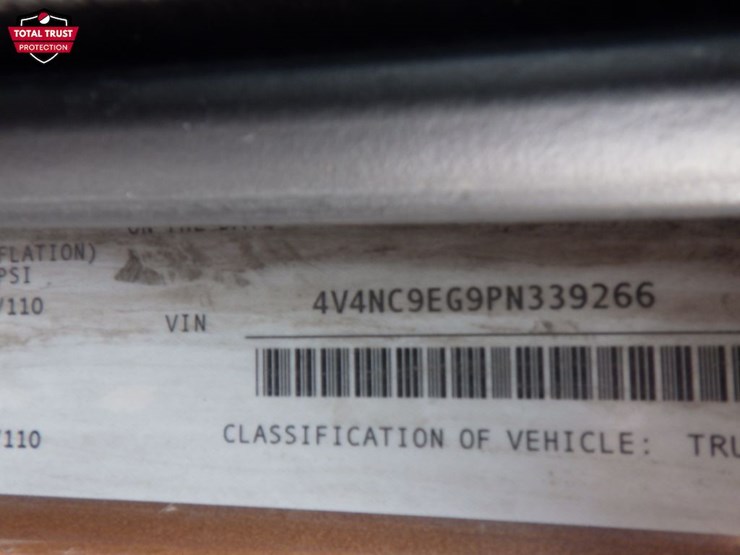 TOTAL TRUST
PROTECTION
FLATION)
PSI
/110
VIN
4V4NC9EG9PN339266
/110
CLASSIFICATION OF VEHICLE: TRU